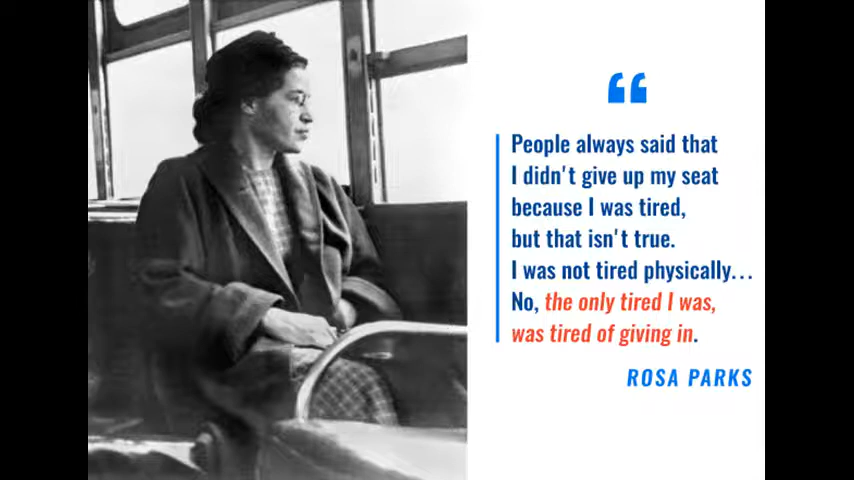 “
People always said that
I didn't give up my seat
because I was tired,
but that isn't true.
I was not tired physically...
No, the only tired I was,
was tired of giving in.
ROSA PARKS